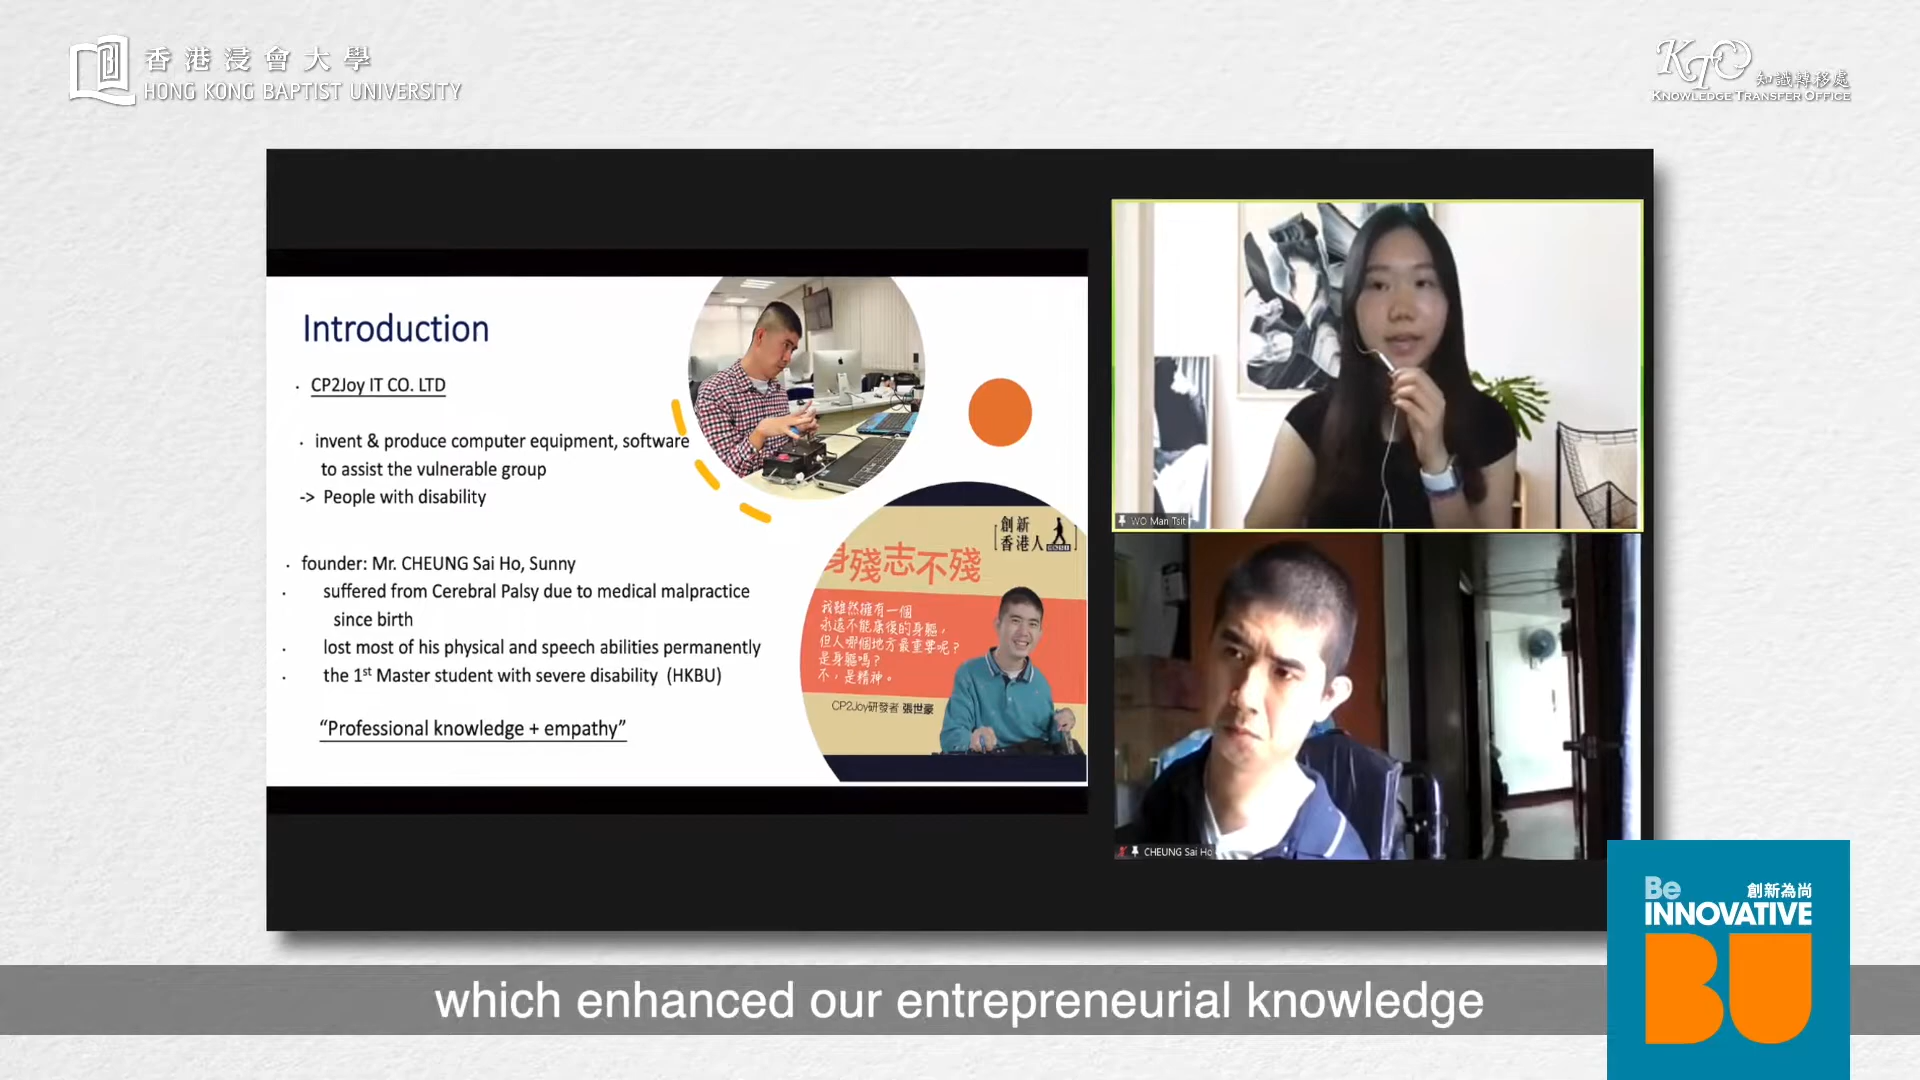 香港浸會大學
HONG KONG BAPTIST UNIVERSITY
KTO 知識轉移處
KNOWLEDGE TRANSFER OFFICE
Introduction
· CP2Joy IT CO. LTD
· invent & produce computer equipment, software
to assist the vulnerable group
-> People with disability
· founder: Mr. CHEUNG Sai Ho, Sunny
· suffered from Cerebral Palsy due to medical malpractice
since birth
· lost most of his physical and speech abilities permanently
· the 1st Master student with severe disability (HKBU)
“Professional knowledge + empathy”
創新
香港人
身殘志不殘
我雖然擁有一個
永遠不能康復的身軀，
但人哪個地方最重要呢？
是身軀嗎？
不，是精神。
CP2Joy研發者 張世豪
WO Man Tsit
CHEUNG Sai Ho
Be 創新為尚
INNOVATIVE
BU
which enhanced our entrepreneurial knowledge